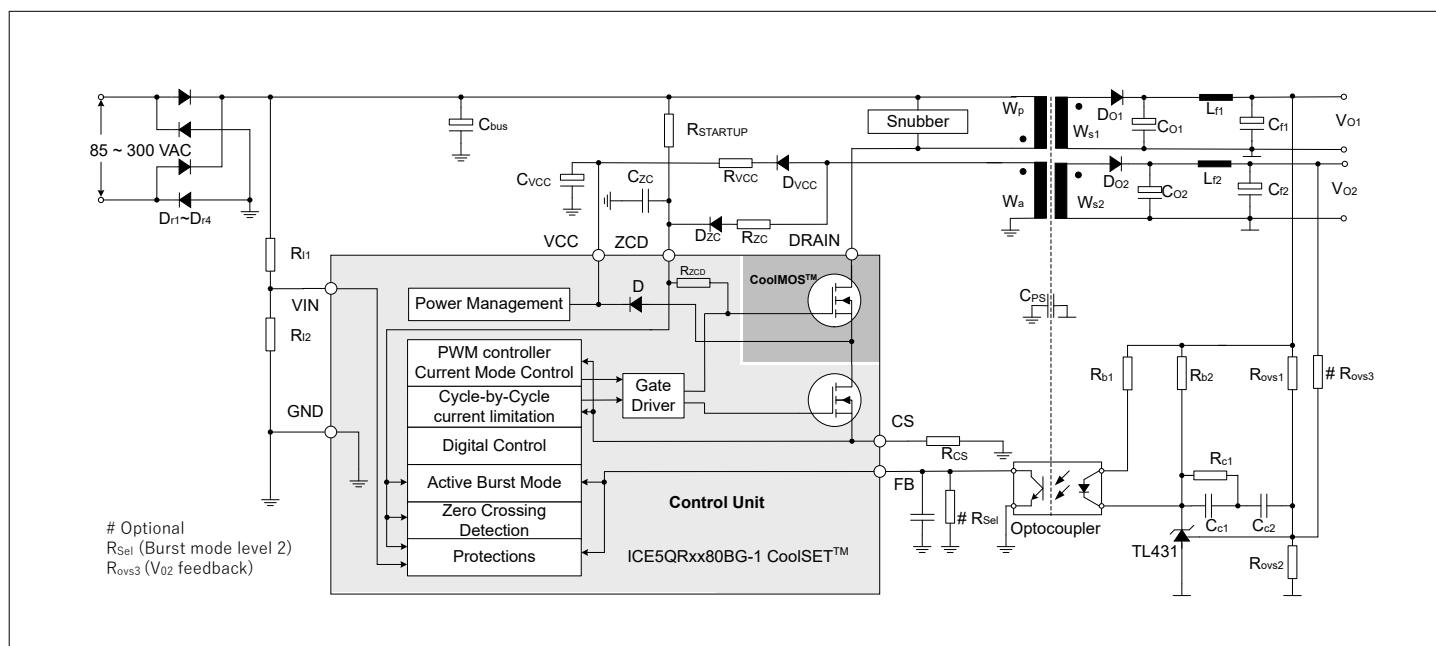 85 ~ 300 VAC
Dr1~Dr4
Cbus
RSTARTUP
Snubber
Wp
Ws1
DO1
CO1
Lf1
Cf1
VO1
CVCC
RVCC
DVCC
CZC
DZC
RZC
Wa
Ws2
DO2
CO2
Lf2
Cf2
VO2
RI1
VIN
RI2
GND
VCC
ZCD
DRAIN
RZCD
CoolMOS™
Power Management
D
PWM controller
Current Mode Control
Cycle-by-Cycle
current limitation
Digital Control
Active Burst Mode
Zero Crossing
Detection
Protections
Gate
Driver
CS
RCS
FB
Control Unit
ICE5QRxx80BG-1 CoolSET™
# RSel
CPS
Optocoupler
Rb1
Rb2
Rovs1
# Rovs3
Rc1
Cc1
Cc2
TL431
Rovs2
# Optional
RSel (Burst mode level 2)
Rovs3 (V02 feedback)